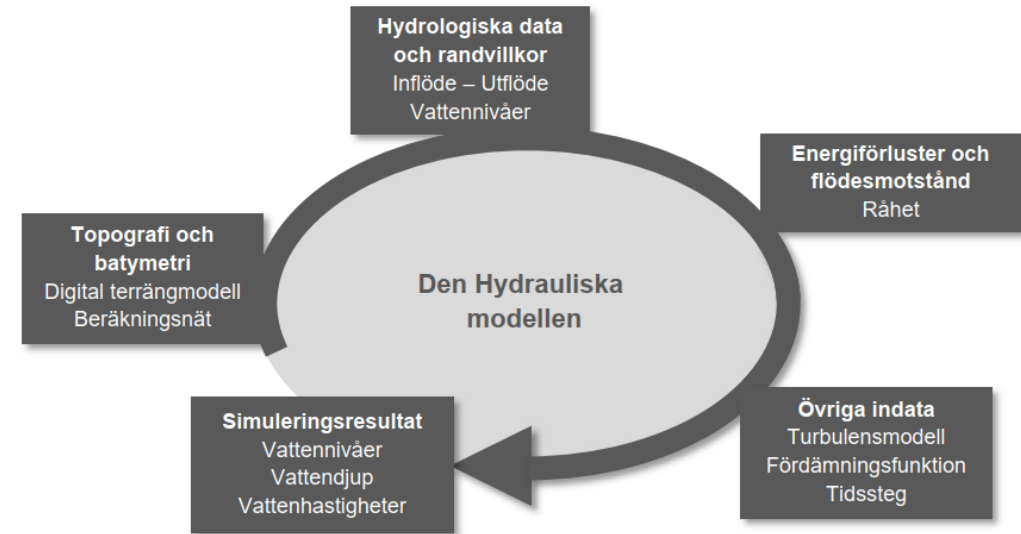 Hydrologiska data
och randvillkor
Inflöde – Utflöde
Vattennivåer
Energiförluster och
flödesmotstånd
Råhet
Topografi och
batymetri
Digital terrängmodell
Beräkningsnät
Den Hydrauliska
modellen
Simuleringsresultat
Vattennivåer
Vattendjup
Vattenhastigheter
Övriga indata
Turbulensmodell
Fördämningsfunktion
Tidssteg